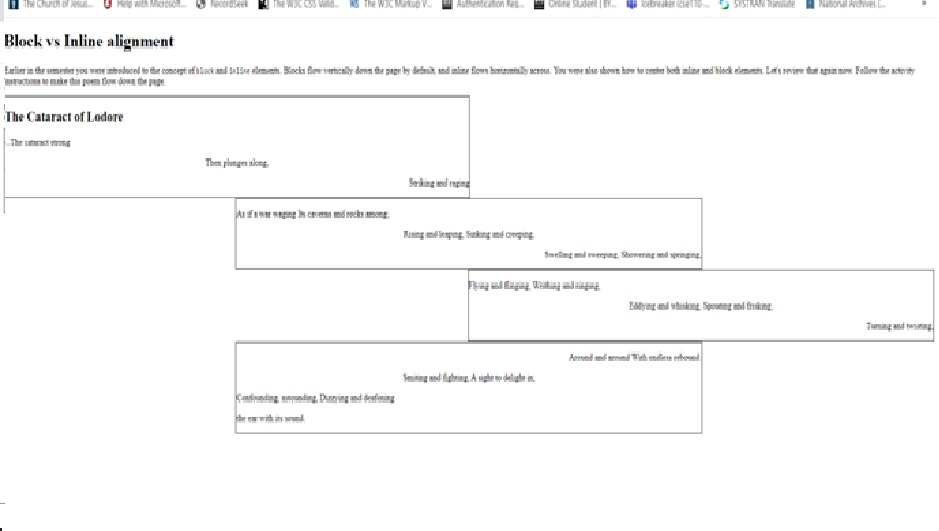 The Church of Jesus...
Help with Microsoft...
RecordSeek
The W3C CSS Valid...
The W3C Markup V...
Authentication Req...
Online Student | BY...
Icebreaker (cse110-...
SYSTRAN Translate
National Archives (...
Block vs Inline alignment
Earlier in the semester you were introduced to the concept of block and inline elements. Blocks flow vertically down the page by default, and inline flows horizontally across. You were also shown how to center both inline and block elements. Let's review that again now. Follow the activity
instructions to make this poem flow down the page.
The Cataract of Lodore
...The cataract strong
Then plunges along,
Striking and raging
As if a war waging Its caverns and rocks among;
Rising and leaping, Sinking and creeping,
Swelling and sweeping, Showering and springing,
Flying and flinging, Writhing and ringing,
Eddying and whisking, Spouting and frisking,
Turning and twisting,
Around and around With endless rebound:
Smiting and fighting, A sight to delight in;
Confounding, astounding, Dizzying and deafening
the ear with its sound.